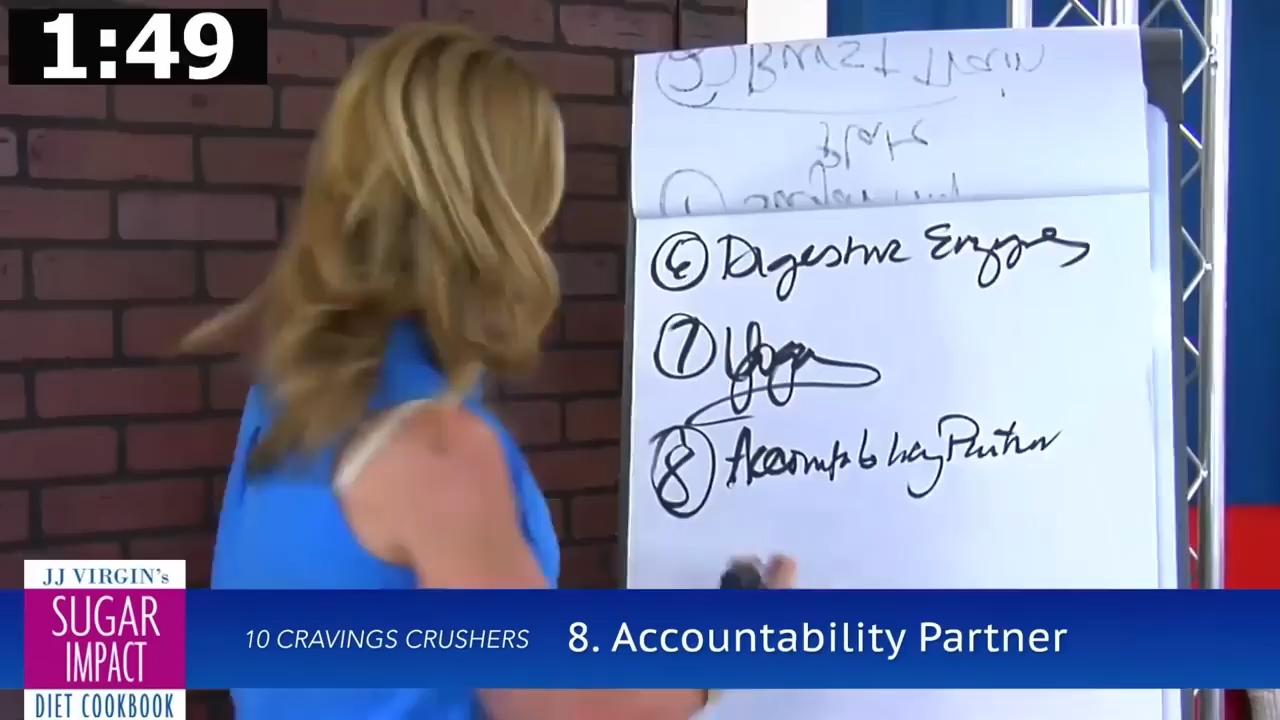 1:49
⑥ Digestive Enzymes
⑦ Yoga
⑧ Accountability Partner
JJ VIRGIN's
SUGAR
IMPACT
DIET COOKBOOK
10 CRAVINGS CRUSHERS
8. Accountability Partner